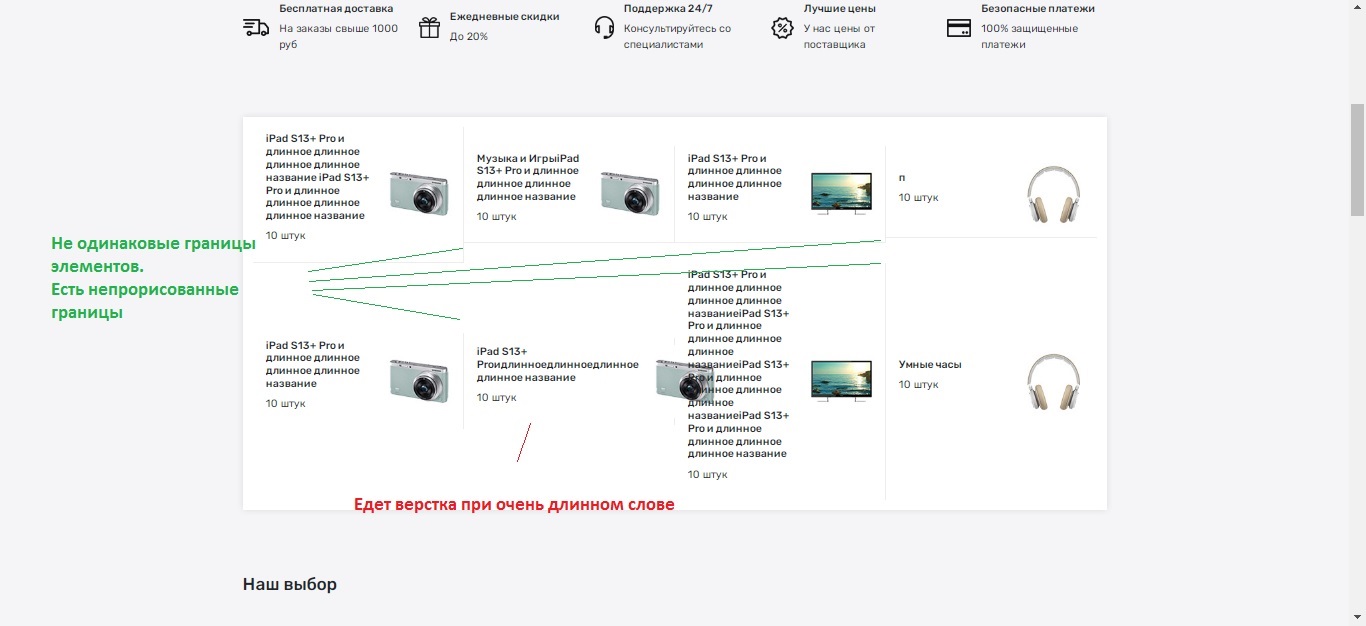 Бесплатная доставка
На заказы свыше 1000
руб
Ежедневные скидки
До 20%
Поддержка 24/7
Консультируйтесь со
специалистами
Лучшие цены
У нас цены от
поставщика
Безопасные платежи
100% защищенные
платежи
iPad S13+ Pro и
длинное длинное
длинное длинное
название iPad S13+
Pro и длинное
длинное длинное
длинное название
10 штук
Музыка и ИгрыiPad
S13+ Pro и длинное
длинное длинное
длинное название
10 штук
iPad S13+ Pro и
длинное длинное
длинное длинное
название
10 штук
п
10 штук
Не одинаковые границы
элементов.
Есть непрорисованные
границы
iPad S13+ Pro и
длинное длинное
длинное длинное
название
10 штук
iPad S13+
Proидлинноедлинноедлинное
длинное название
10 штук
iPad S13+ Pro и
длинное длинное
длинное длинное
названиеiPad S13+
Pro и длинное
длинное длинное
длинное
названиеiPad S13+
Pro и длинное
длинное длинное
длинное
названиеiPad S13+
Pro и длинное
длинное длинное
длинное название
10 штук
Умные часы
10 штук
Едет верстка при очень длинном слове
Наш выбор